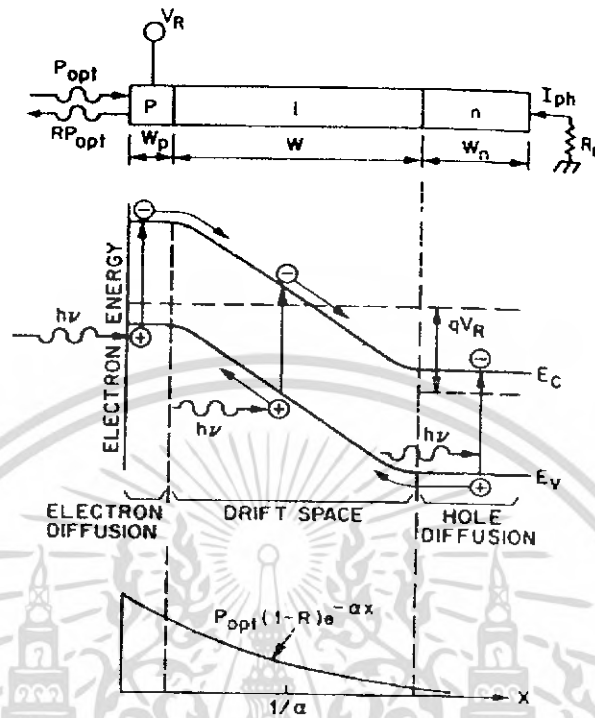 V_R
P_opt
RP_opt
P
I
n
I_ph
W_p
W
W_n
ELECTRON ENERGY
hν
hν
hν
qV_R
E_C
E_V
ELECTRON DIFFUSION
DRIFT SPACE
HOLE DIFFUSION
P_opt (1-R)e^-αx
1/α
X